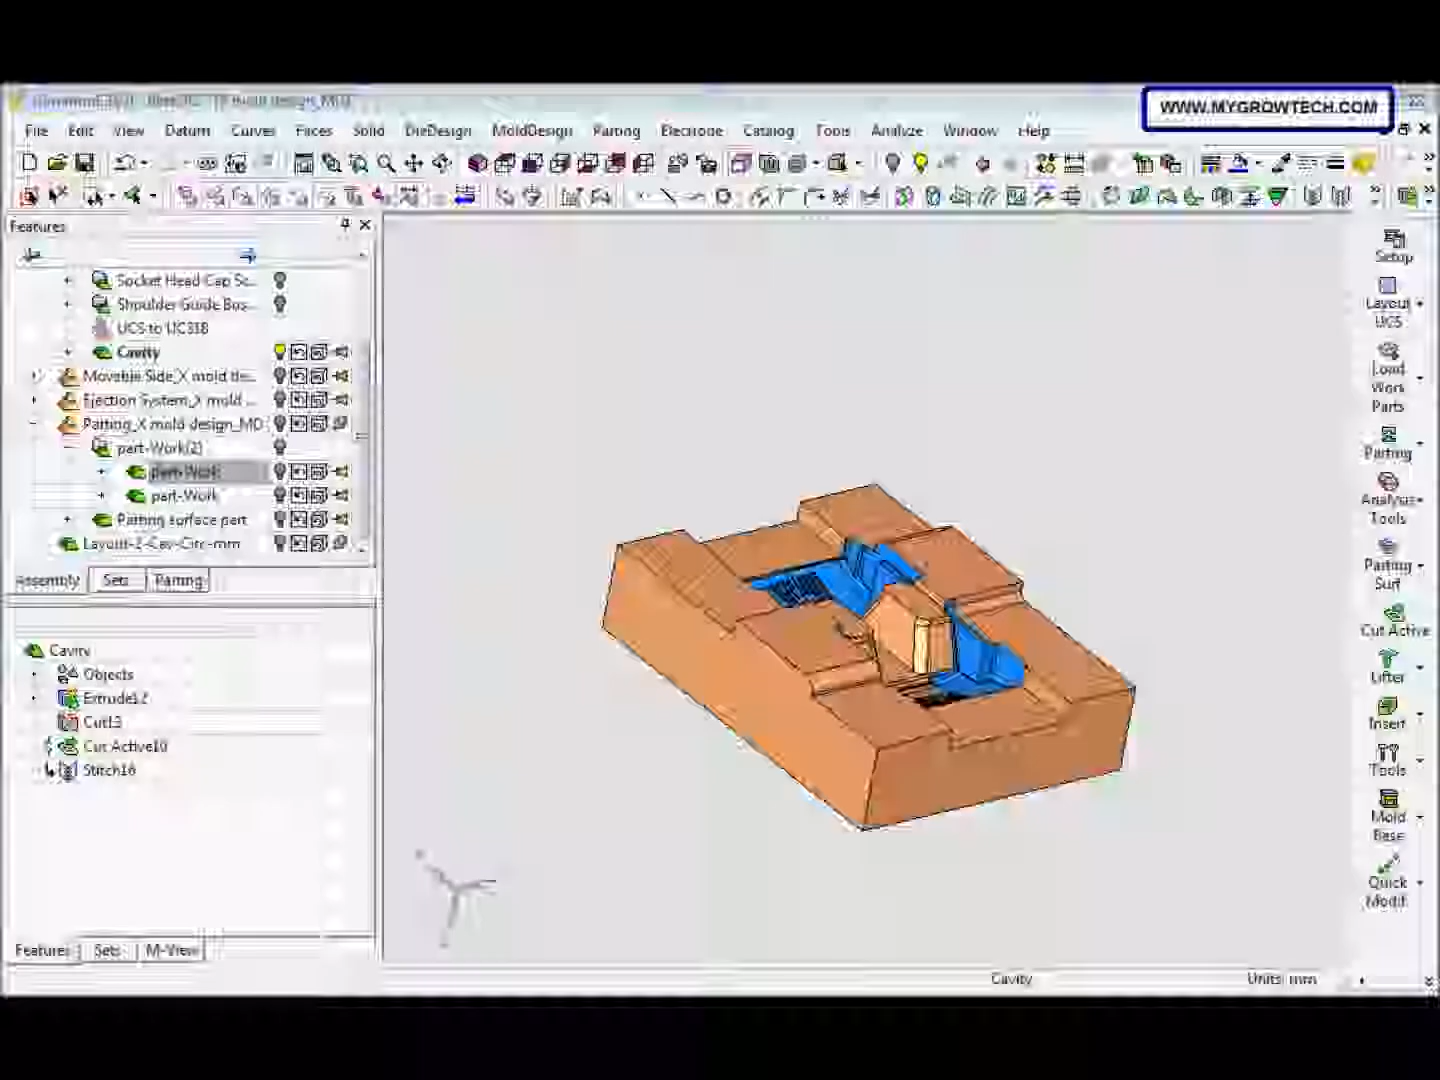 WWW.MYGROWTECH.COM
File Edit View Datum Curves Faces Solid DieDesign MoldDesign Parting Electrode Catalog Tools Analyze Window Help
Features
Socket Head Cap Sc...
Shoulder Guide Bus...
Cavity
Movable Side_X mold de...
Ejection System_X mold ...
Parting_X mold design_MD
part-Work(2)
part-Work
part-Work
Parting surface part
Layout-2-Cav-Circ-mm
Assembly Sets Parting
Cavity
Objects
Extrude12
Cut13
Cut Active10
Stitch16
Features Sets M-View
Setup
Layout
UCS
Load
Work
Parts
Parting
Analysis
Tools
Parting
Surf
Cut Active
Lifter
Insert
Tools
Mold
Base
Quick
Modif.
Cavity
Units: mm